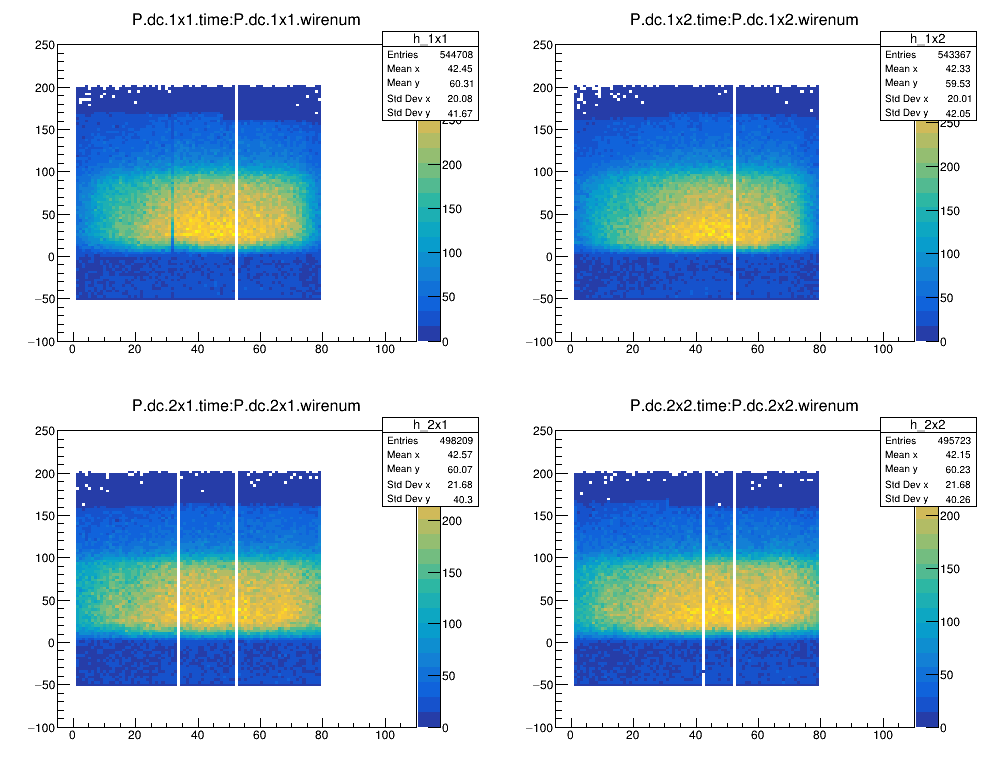 P.dc.1x1.time:P.dc.1x1.wirenum
h_1x1
Entries 544708
Mean x 42.45
Mean y 60.31
Std Dev x 20.08
Std Dev y 41.67
250
200
150
100
50
0
−50
−100
0 20 40 60 80 100
250
200
150
100
50
0
P.dc.1x2.time:P.dc.1x2.wirenum
h_1x2
Entries 543367
Mean x 42.33
Mean y 59.53
Std Dev x 20.01
Std Dev y 42.05
250
200
150
100
50
0
−50
−100
0 20 40 60 80 100
250
200
150
100
50
0
P.dc.2x1.time:P.dc.2x1.wirenum
h_2x1
Entries 498209
Mean x 42.57
Mean y 60.07
Std Dev x 21.68
Std Dev y 40.3
250
200
150
100
50
0
−50
−100
0 20 40 60 80 100
200
150
100
50
0
P.dc.2x2.time:P.dc.2x2.wirenum
h_2x2
Entries 495723
Mean x 42.15
Mean y 60.23
Std Dev x 21.68
Std Dev y 40.26
250
200
150
100
50
0
−50
−100
0 20 40 60 80 100
200
150
100
50
0